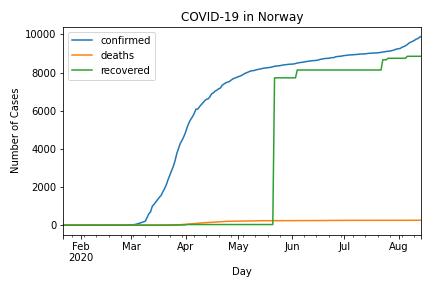 COVID-19 in Norway
confirmed
deaths
recovered
Number of Cases
10000
8000
6000
4000
2000
0
Feb Mar Apr May Jun Jul Aug
2020
Day